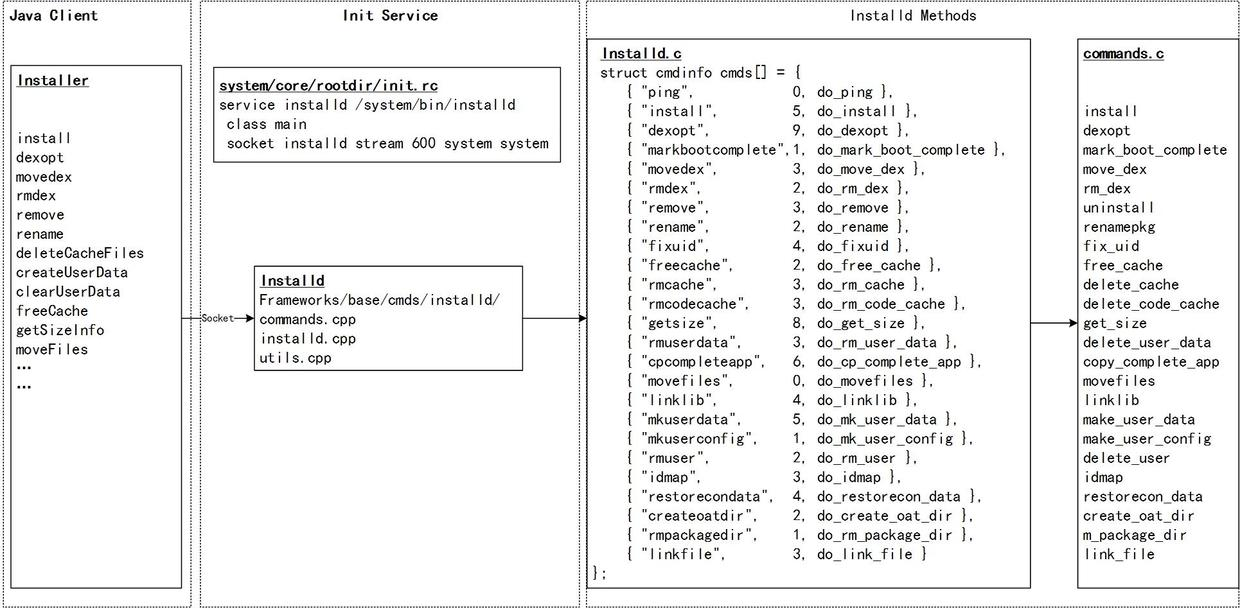 Java Client
Installer
install
dexopt
movedex
rmdex
remove
rename
deleteCacheFiles
createUserData
clearUserData
freeCache
getSizeInfo
moveFiles
...
...
Socket
Init Service
system/core/rootdir/init.rc
service installd /system/bin/installd
class main
socket installd stream 600 system system
Installd
Frameworks/base/cmds/installd/
commands.cpp
installd.cpp
utils.cpp
Installd Methods
Installd.c
struct cmdinfo cmds[] = {
{ "ping", 0, do_ping },
{ "install", 5, do_install },
{ "dexopt", 9, do_dexopt },
{ "markbootcomplete",1, do_mark_boot_complete },
{ "movedex", 3, do_move_dex },
{ "rmdex", 2, do_rm_dex },
{ "remove", 3, do_remove },
{ "rename", 2, do_rename },
{ "fixuid", 4, do_fixuid },
{ "freecache", 2, do_free_cache },
{ "rmcache", 3, do_rm_cache },
{ "rmcodecache", 3, do_rm_code_cache },
{ "getsize", 8, do_get_size },
{ "rmuserdata", 3, do_rm_user_data },
{ "cpcompleteapp", 6, do_cp_complete_app },
{ "movefiles", 0, do_movefiles },
{ "linklib", 4, do_linklib },
{ "mkuserdata", 5, do_mk_user_data },
{ "mkuserconfig", 1, do_mk_user_config },
{ "rmuser", 2, do_rm_user },
{ "idmap", 3, do_idmap },
{ "restorecondata", 4, do_restorecon_data },
{ "createoatdir", 2, do_create_oat_dir },
{ "rmpackagedir", 1, do_rm_package_dir },
{ "linkfile", 3, do_link_file }
};
commands.c
install
dexopt
mark_boot_complete
move_dex
rm_dex
uninstall
renamepkg
fix_uid
free_cache
delete_cache
delete_code_cache
get_size
delete_user_data
copy_complete_app
movefiles
linklib
make_user_data
make_user_config
delete_user
idmap
restorecon_data
create_oat_dir
m_package_dir
link_file